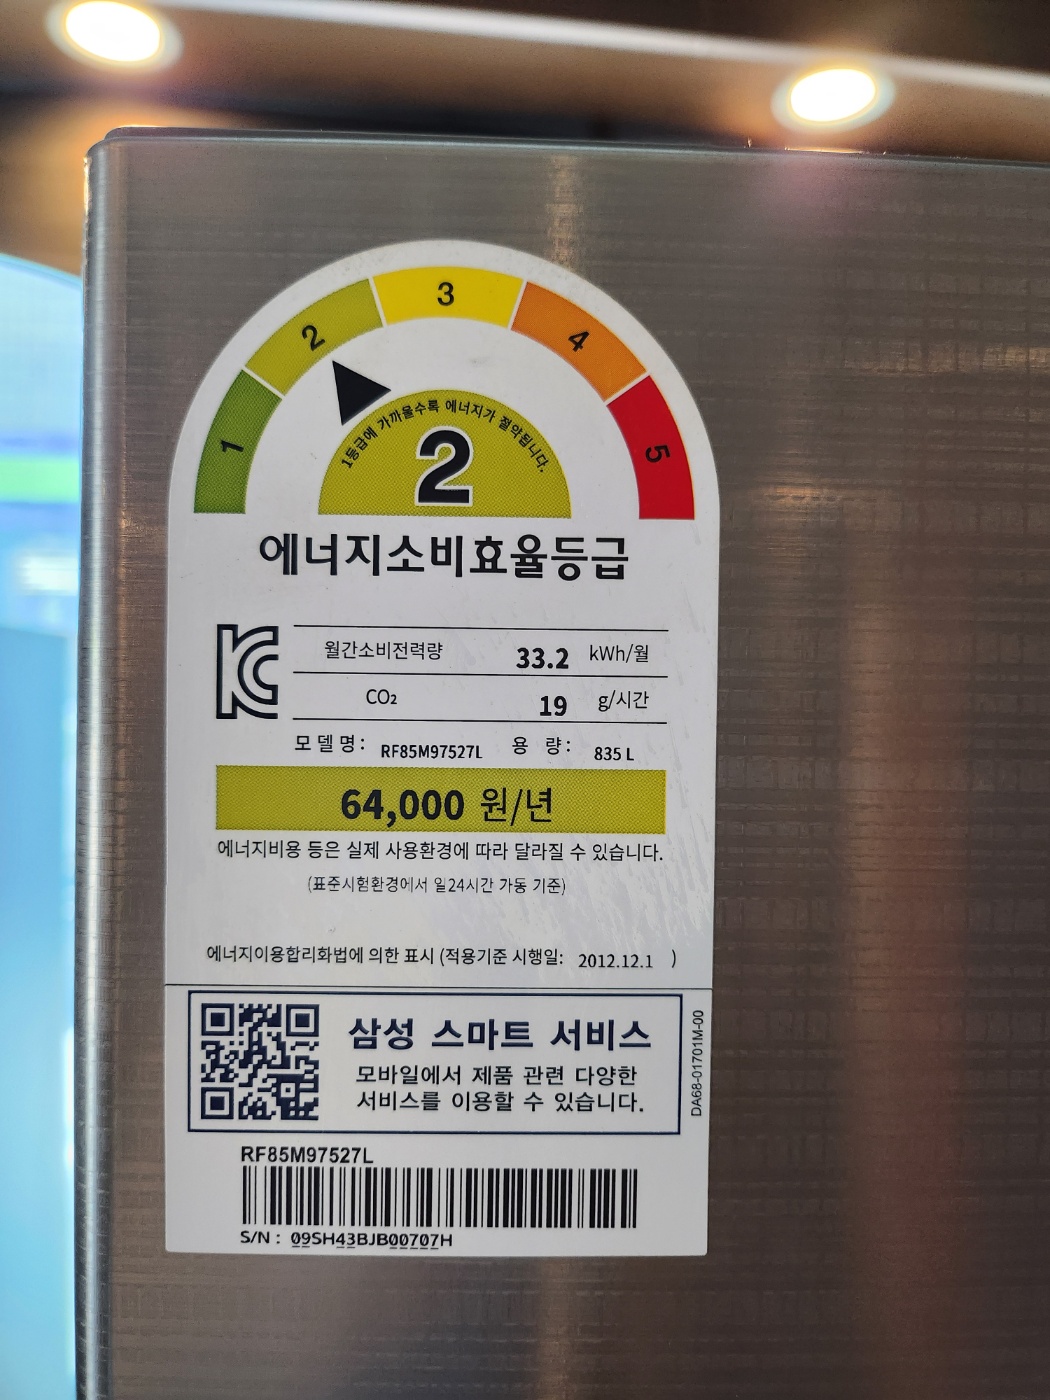 1
2
3
4
5
1등급에 가까울수록 에너지가 절약됩니다.
2
에너지소비효율등급
월간소비전력량 33.2 kWh/월
CO₂ 19 g/시간
모델명: RF85M97527L 용 량: 835 L
64,000 원/년
에너지비용 등은 실제 사용환경에 따라 달라질 수 있습니다.
(표준시험환경에서 일24시간 가동 기준)
에너지이용합리화법에 의한 표시 (적용기준 시행일: 2012.12.1 )
삼성 스마트 서비스
모바일에서 제품 관련 다양한
서비스를 이용할 수 있습니다.
DA68-01701M-00
RF85M97527L
S/N : 09SH43BJB00707H